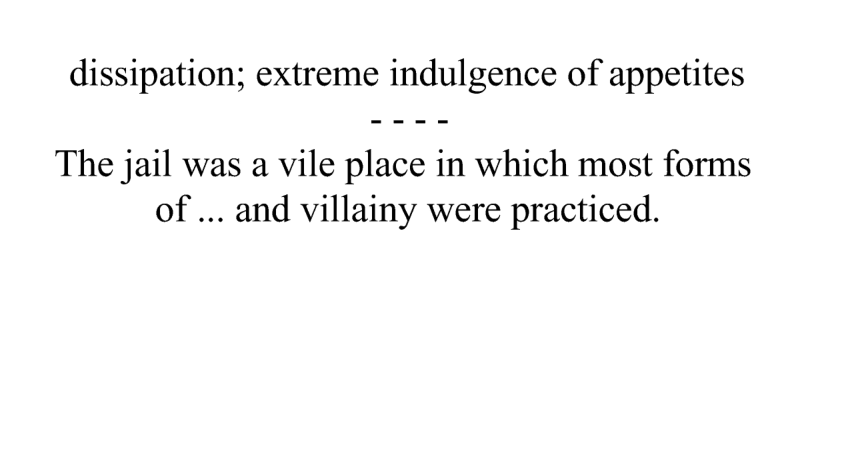 dissipation; extreme indulgence of appetites
- - - -
The jail was a vile place in which most forms
of ... and villainy were practiced.